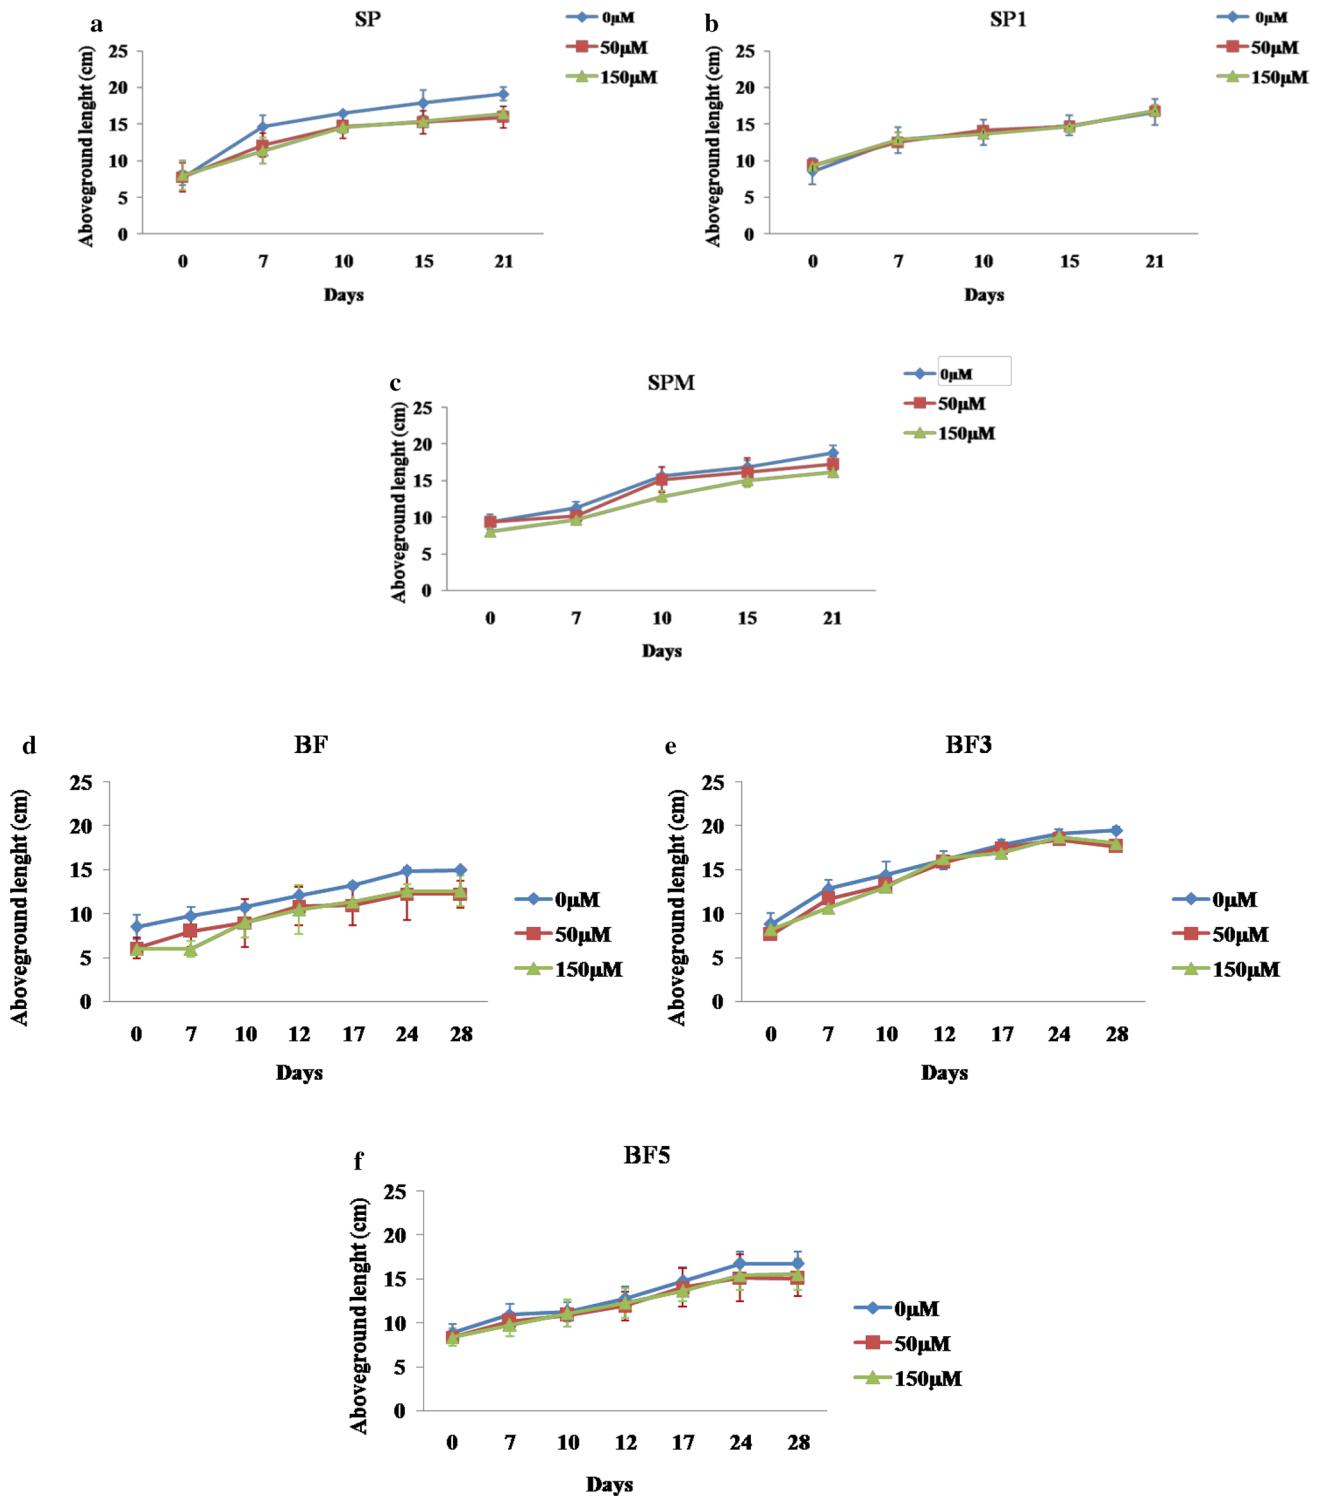 a
SP
0μM
50μM
150μM
Aboveground lenght (cm)
25
20
15
10
5
0
0 7 10 15 21
Days
b
SP1
0μM
50μM
150μM
Aboveground lenght (cm)
25
20
15
10
5
0
0 7 10 15 21
Days
c
SPM
0μM
50μM
150μM
Aboveground lenght (cm)
25
20
15
10
5
0
0 7 10 15 21
Days
d
BF
0μM
50μM
150μM
Aboveground lenght (cm)
25
20
15
10
5
0
0 7 10 12 17 24 28
Days
e
BF3
0μM
50μM
150μM
Aboveground lenght (cm)
25
20
15
10
5
0
0 7 10 12 17 24 28
Days
f
BF5
0μM
50μM
150μM
Aboveground lenght (cm)
25
20
15
10
5
0
0 7 10 12 17 24 28
Days